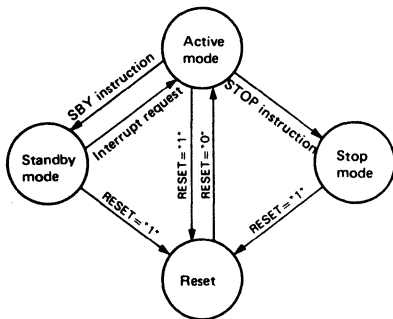 Active
mode
SBY instruction
Interrupt request
RESET="1"
RESET="0"
STOP instruction
Standby
mode
Stop
mode
RESET="1"
RESET="1"
Reset